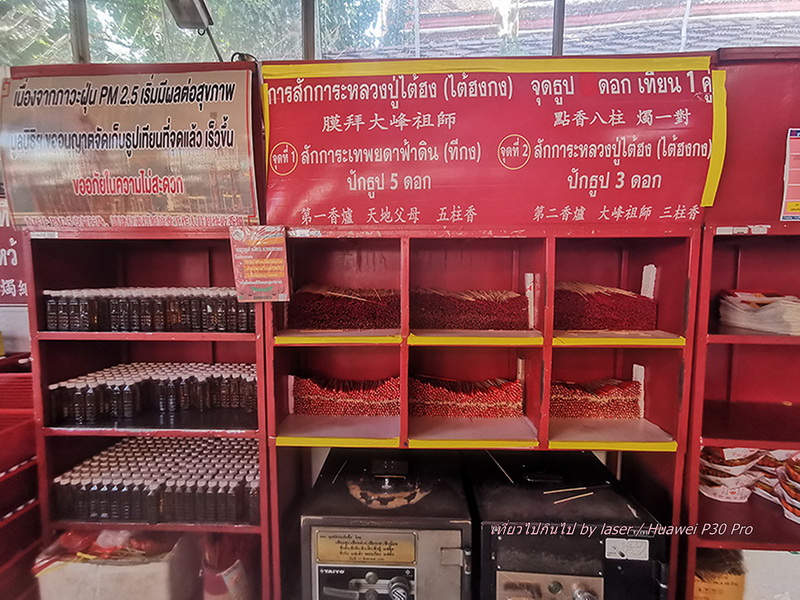 เนื่องจากภาวะฝุ่น PM 2.5 เริ่มมีผลต่อสุขภาพ
มูลนิธิฯ ขออนุญาตจัดเก็บธูปเทียนที่จุดแล้ว เร็วขึ้น
ขออภัยในความไม่สะดวก
การสักการะหลวงปู่ไต้ฮง (ไต้ฮงกง) จุดธูป ดอก เทียน 1 คู่
膜拜大峰祖師 點香八柱 燭一對
จุดที่ 1 สักการะเทพยดาฟ้าดิน (ทีกง)
ปักธูป 5 ดอก
第一香爐 天地父母 五柱香
จุดที่ 2 สักการะหลวงปู่ไต้ฮง (ไต้ฮงกง)
ปักธูป 3 ดอก
第二香爐 大峰祖師 三柱香
TAITO
เที่ยวไปกินไป by laser / Huawei P30 Pro